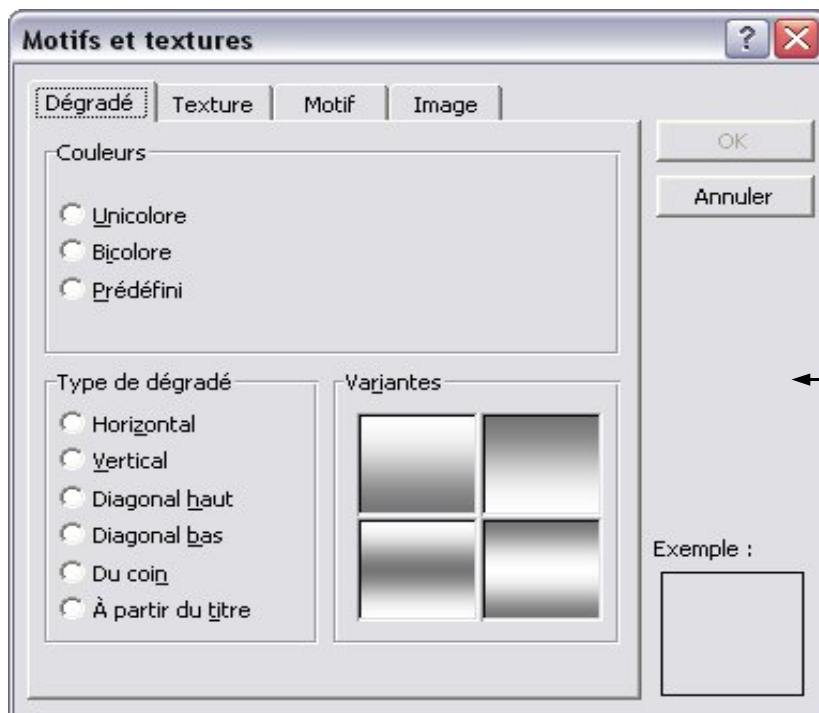 Motifs et textures
Dégradé Texture Motif Image
OK
Annuler
Couleurs
Unicolore
Bicolore
Prédéfini
Type de dégradé
Horizontal
Vertical
Diagonal haut
Diagonal bas
Du coin
À partir du titre
Variantes
Exemple :